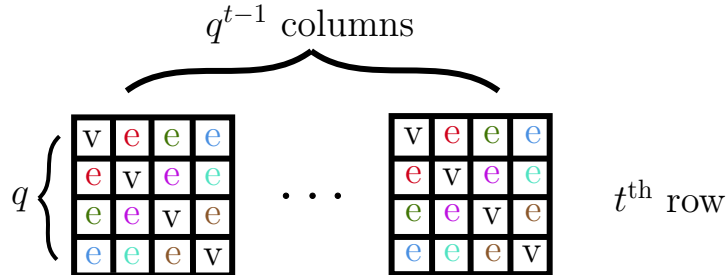 q^{t-1} columns
v e e e v e e e
e v e e e v e e
q e e v e · · · e e v e t^{th} row
e e e v e e e v